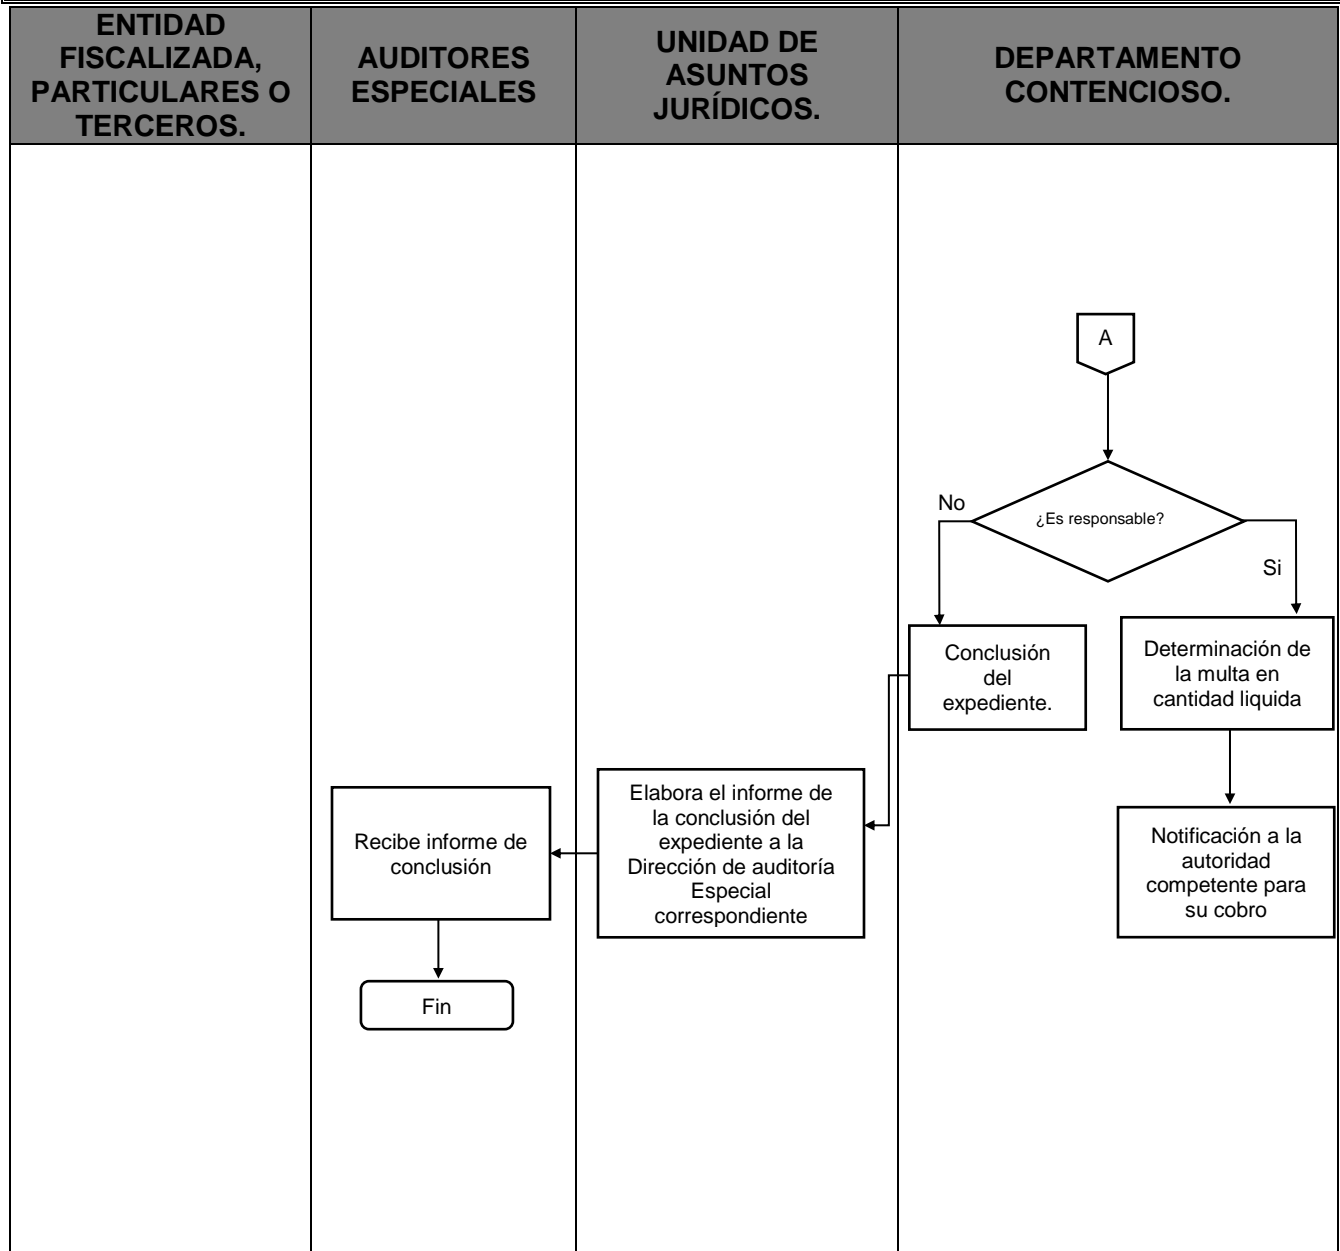 ENTIDAD
FISCALIZADA,
PARTICULARES O
TERCEROS.
AUDITORES
ESPECIALES
UNIDAD DE
ASUNTOS
JURÍDICOS.
DEPARTAMENTO
CONTENCIOSO.
A
¿Es responsable?
No
Si
Conclusión
del
expediente.
Determinación de
la multa en
cantidad liquida
Elabora el informe de
la conclusión del
expediente a la
Dirección de auditoría
Especial
correspondiente
Recibe informe de
conclusión
Notificación a la
autoridad
competente para
su cobro
Fin